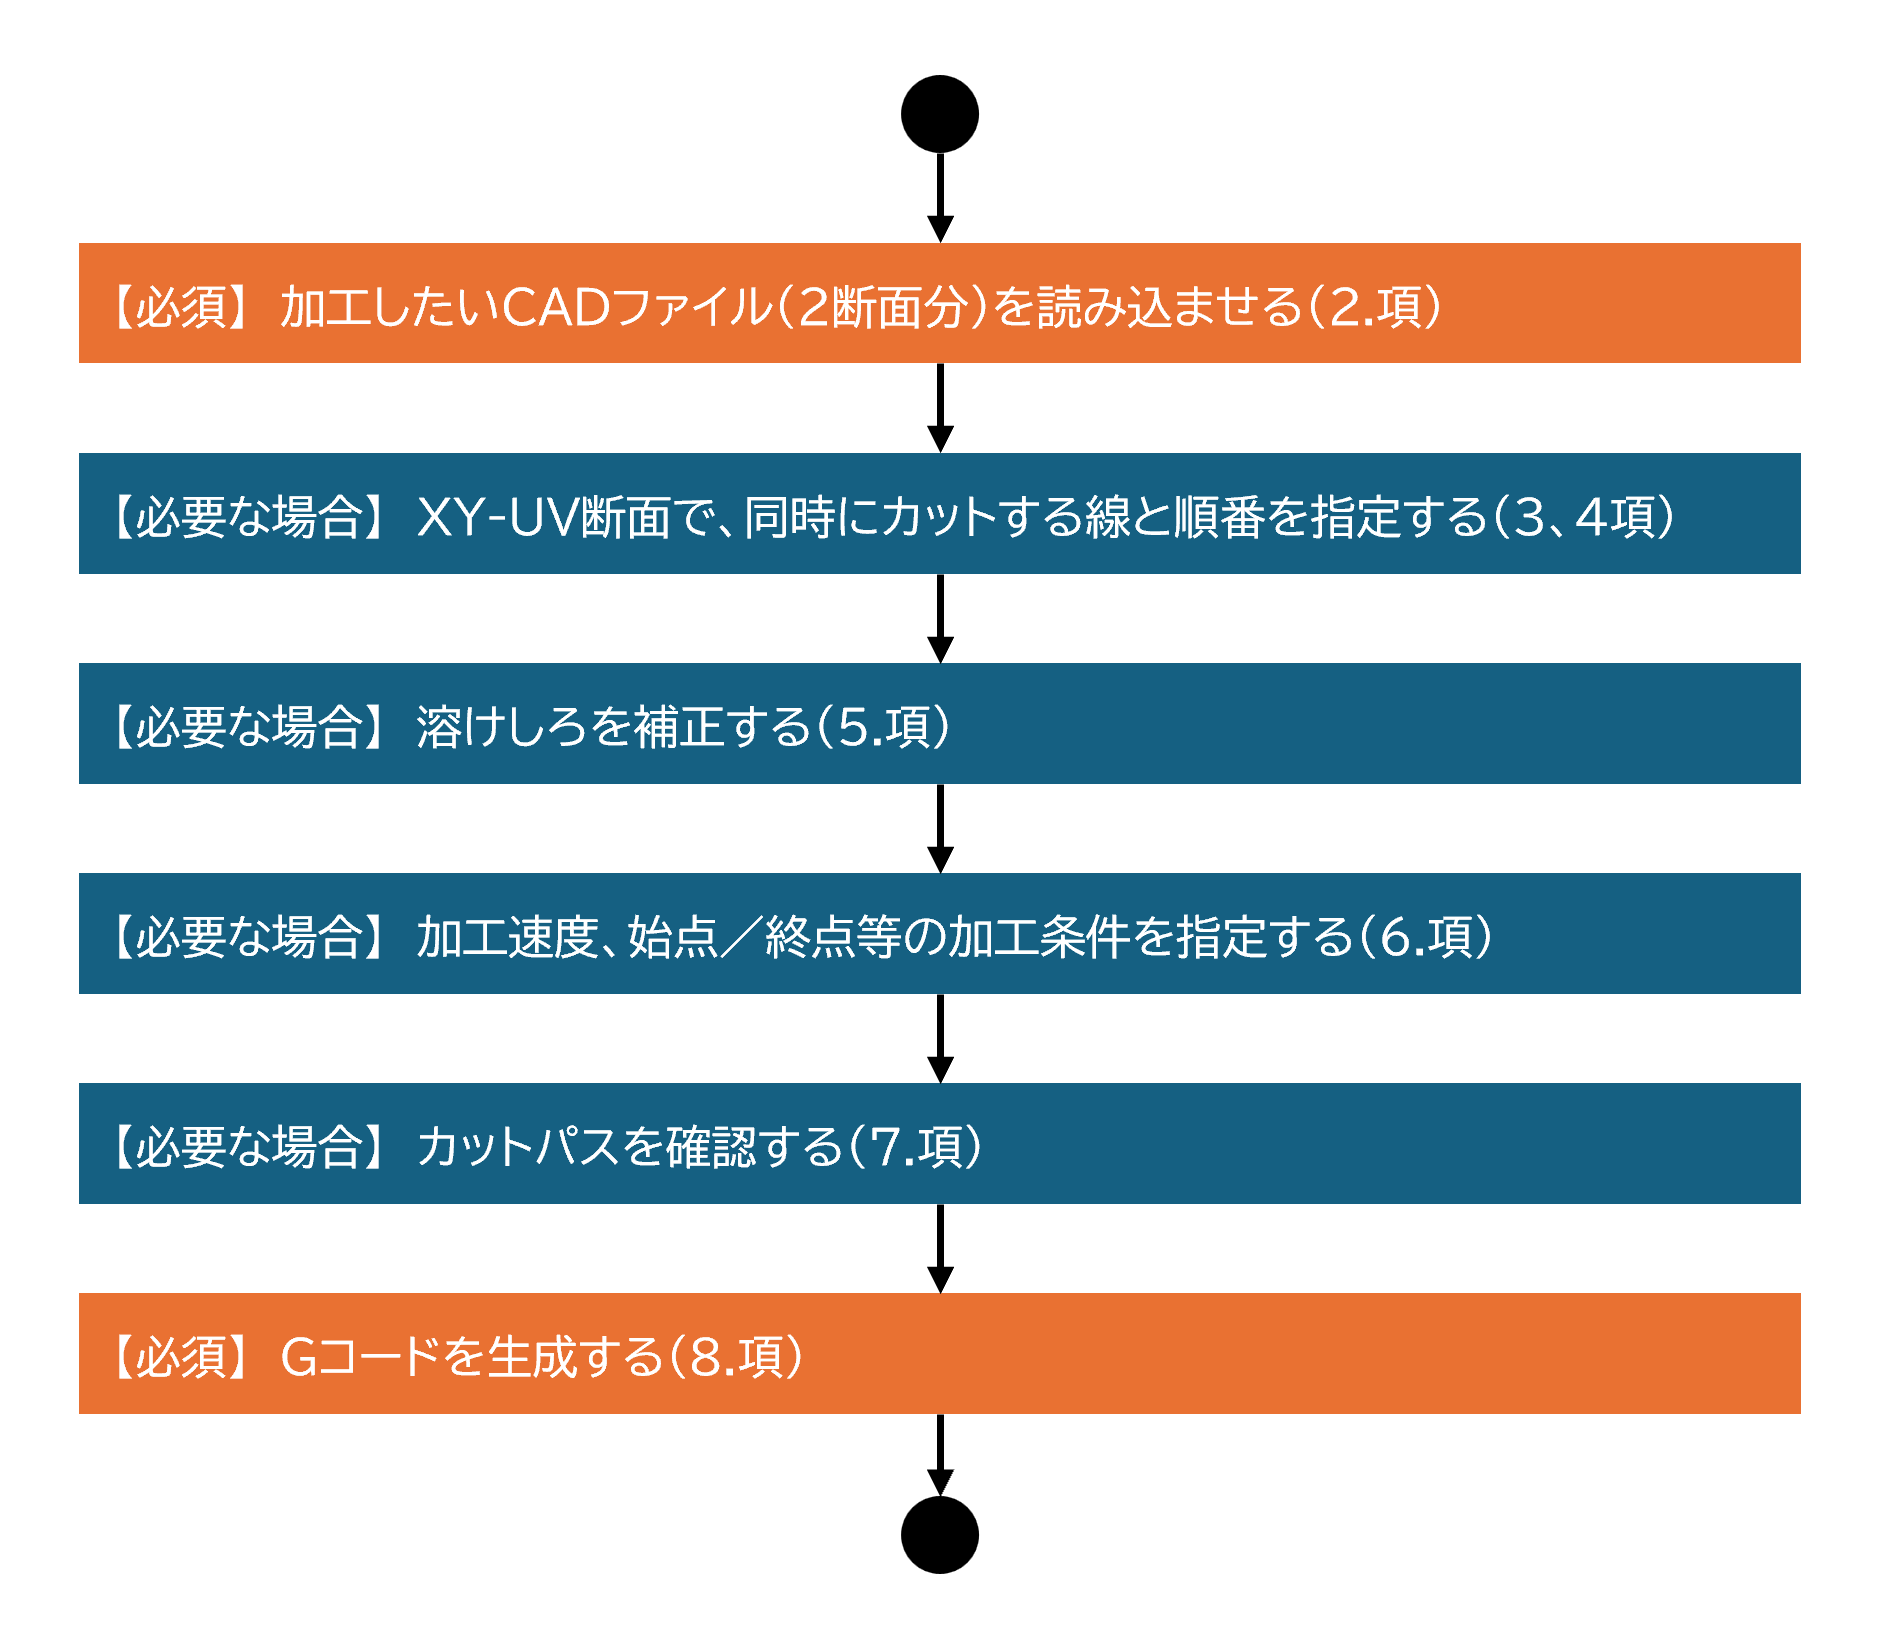 【必須】 加工したいCADファイル（2断面分）を読み込ませる（2.項）
【必要な場合】 XY-UV断面で、同時にカットする線と順番を指定する（3、4項）
【必要な場合】 溶けしろを補正する（5.項）
【必要な場合】 加工速度、始点／終点等の加工条件を指定する（6.項）
【必要な場合】 カットパスを確認する（7.項）
【必須】 Gコードを生成する（8.項）